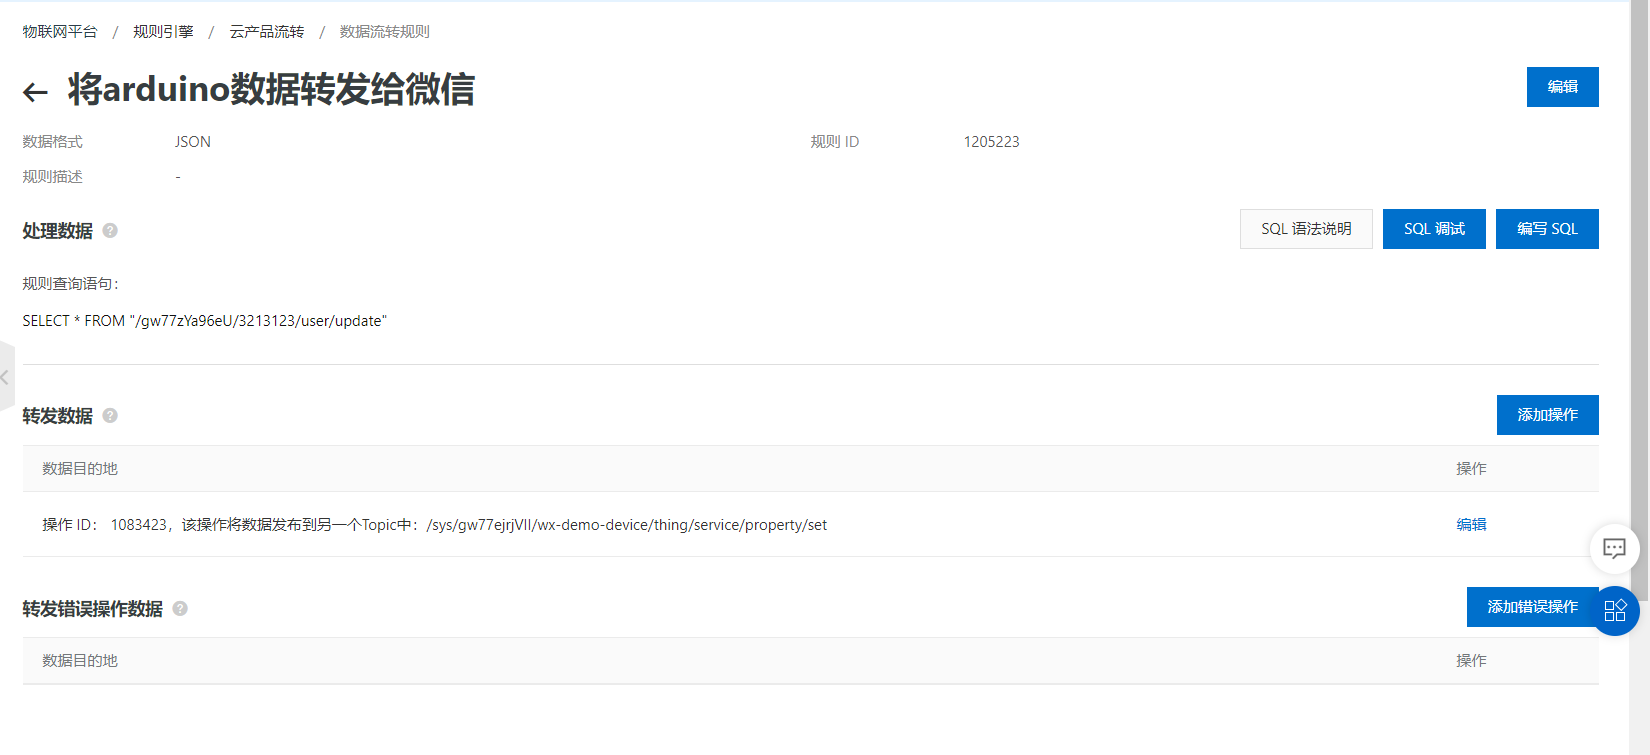 物联网平台 / 规则引擎 / 云产品流转 / 数据流转规则
将arduino数据转发给微信
编辑
数据格式 JSON 规则 ID 1205223
规则描述 -
处理数据 ?
SQL 语法说明 SQL 调试 编写 SQL
规则查询语句:
SELECT * FROM "/gw77zYa96eU/3213123/user/update"
转发数据 ?
添加操作
数据目的地 操作
操作 ID: 1083423，该操作将数据发布到另一个Topic中：/sys/gw77ejrjVII/wx-demo-device/thing/service/property/set 编辑
转发错误操作数据 ?
添加错误操作
数据目的地 操作